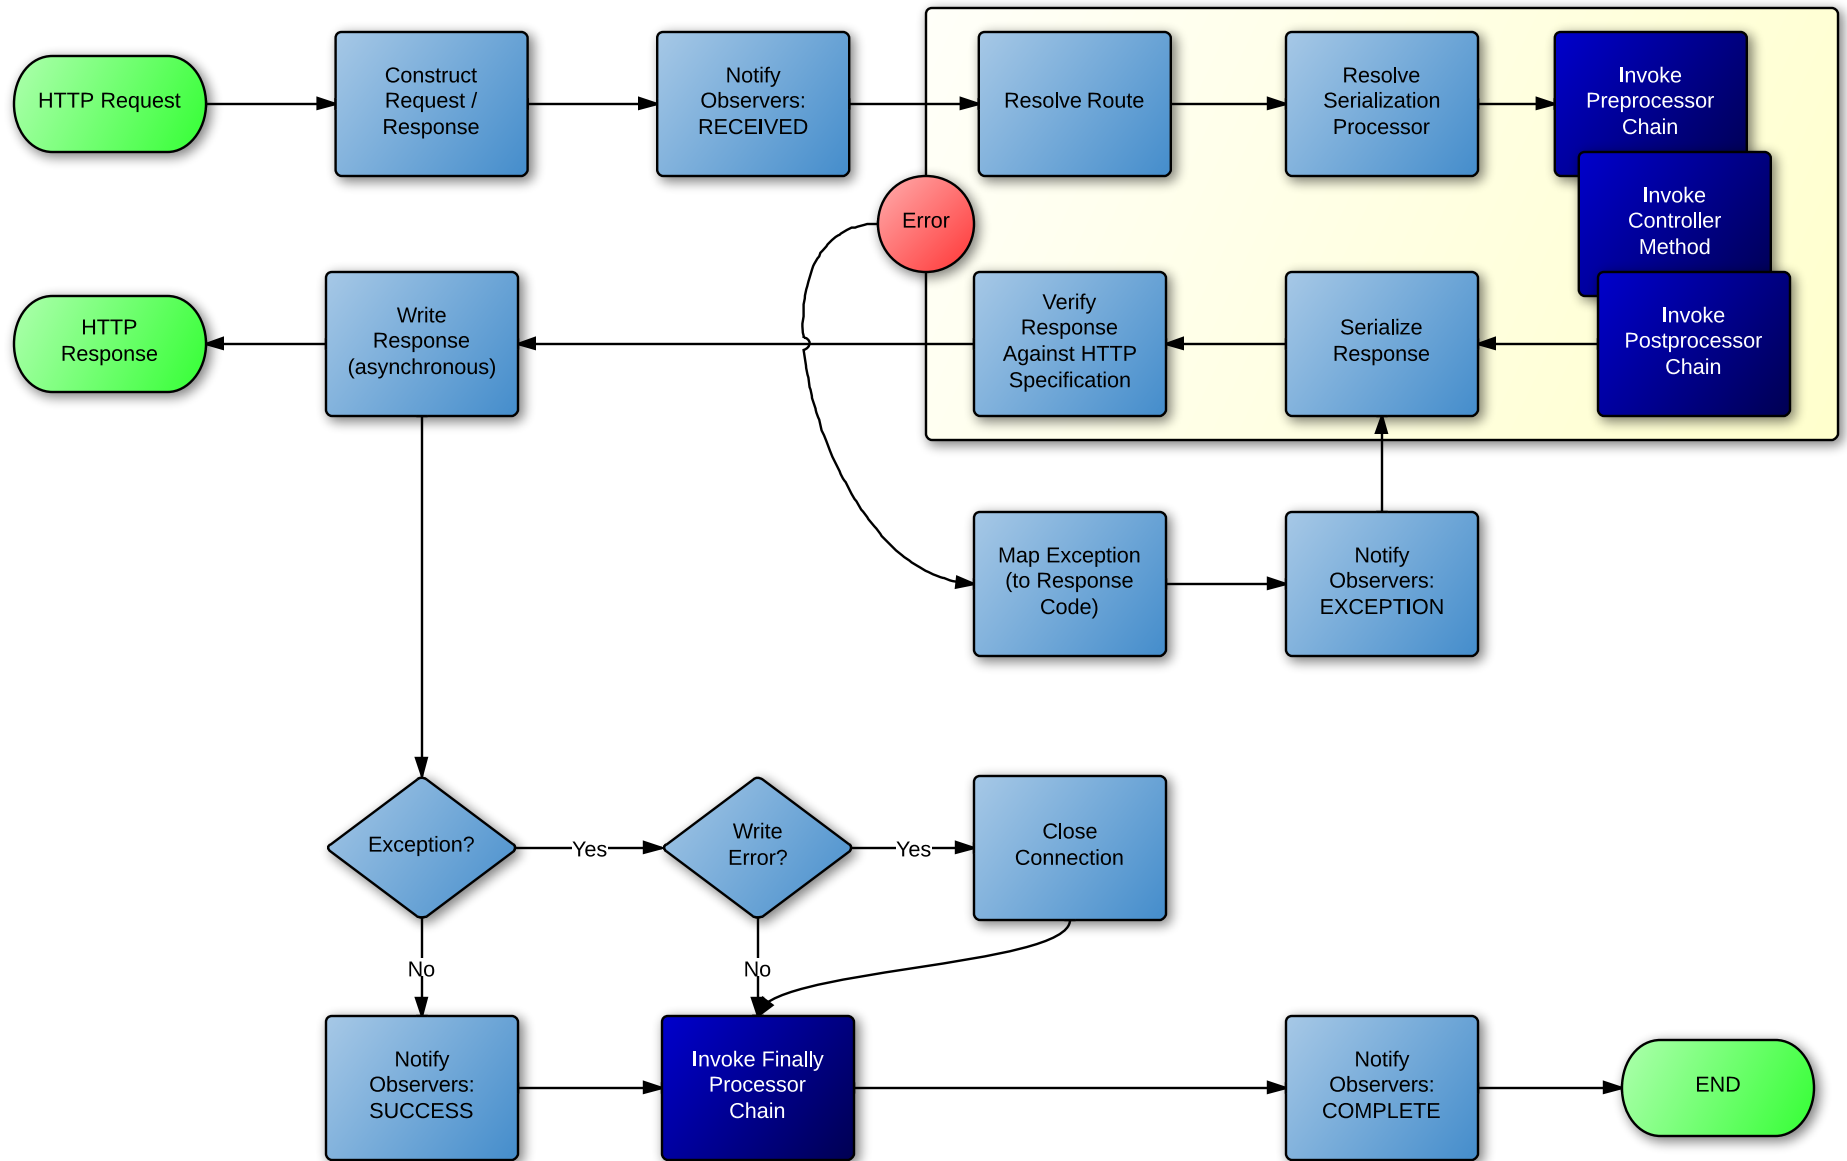 HTTP Request
Construct
Request /
Response
Notify
Observers:
RECEIVED
Resolve Route
Resolve
Serialization
Processor
Invoke
Preprocessor
Chain
Invoke
Controller
Method
Error
HTTP
Response
Write
Response
(asynchronous)
Verify
Response
Against HTTP
Specification
Serialize
Response
Invoke
Postprocessor
Chain
Map Exception
(to Response
Code)
Notify
Observers:
EXCEPTION
Exception?
Yes
Write
Error?
Yes
Close
Connection
No
No
Notify
Observers:
SUCCESS
Invoke Finally
Processor
Chain
Notify
Observers:
COMPLETE
END